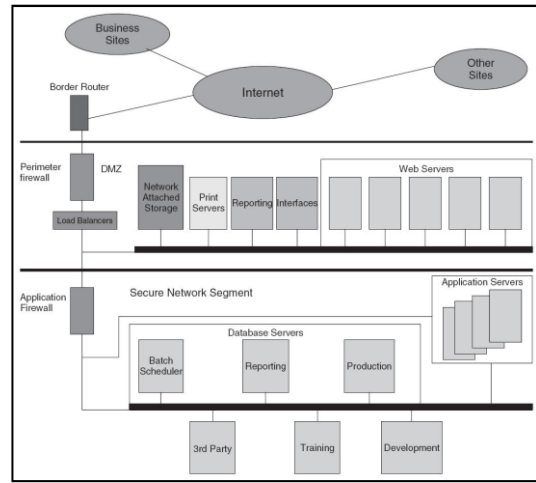 Business
Sites
Other
Sites
Internet
Border Router
Perimeter
firewall
DMZ
Web Servers
Network
Attached
Storage
Print
Servers
Reporting
Interfaces
Load Balancers
Application
Firewall
Secure Network Segment
Application Servers
Database Servers
Batch
Scheduler
Reporting
Production
3rd Party
Training
Development